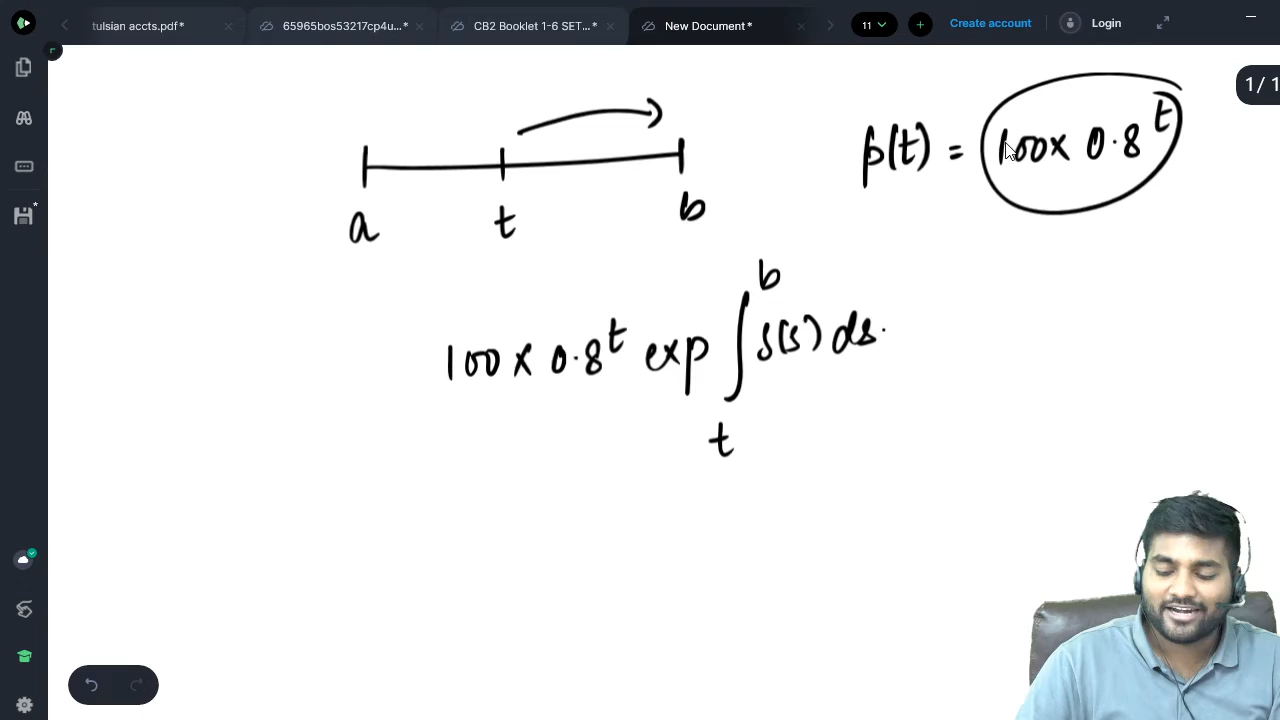 tulsian accts.pdf* 65965bos53217cp4u...* CB2 Booklet 1-6 SET...* New Document* 11 Create account Login
1/1
ρ(t) = 100 x 0.8^t
a t b
100 x 0.8^t exp ∫_t^b δ(s) ds.